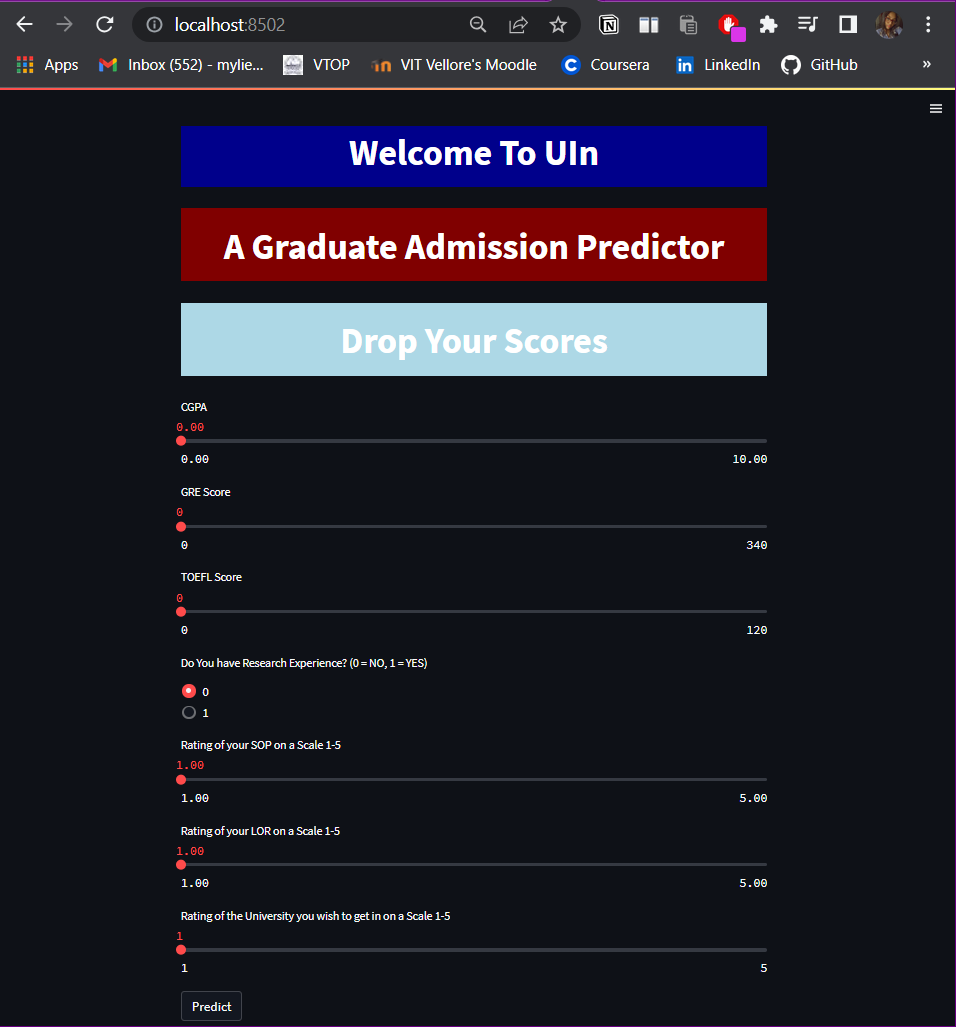 localhost:8502
Apps Inbox (552) - mylie... VTOP VIT Vellore's Moodle Coursera LinkedIn GitHub »
Welcome To UIn
A Graduate Admission Predictor
Drop Your Scores
CGPA
0.00
0.00 10.00
GRE Score
0
0 340
TOEFL Score
0
0 120
Do You have Research Experience? (0 = NO, 1 = YES)
0
1
Rating of your SOP on a Scale 1-5
1.00
1.00 5.00
Rating of your LOR on a Scale 1-5
1.00
1.00 5.00
Rating of the University you wish to get in on a Scale 1-5
1
1 5
Predict